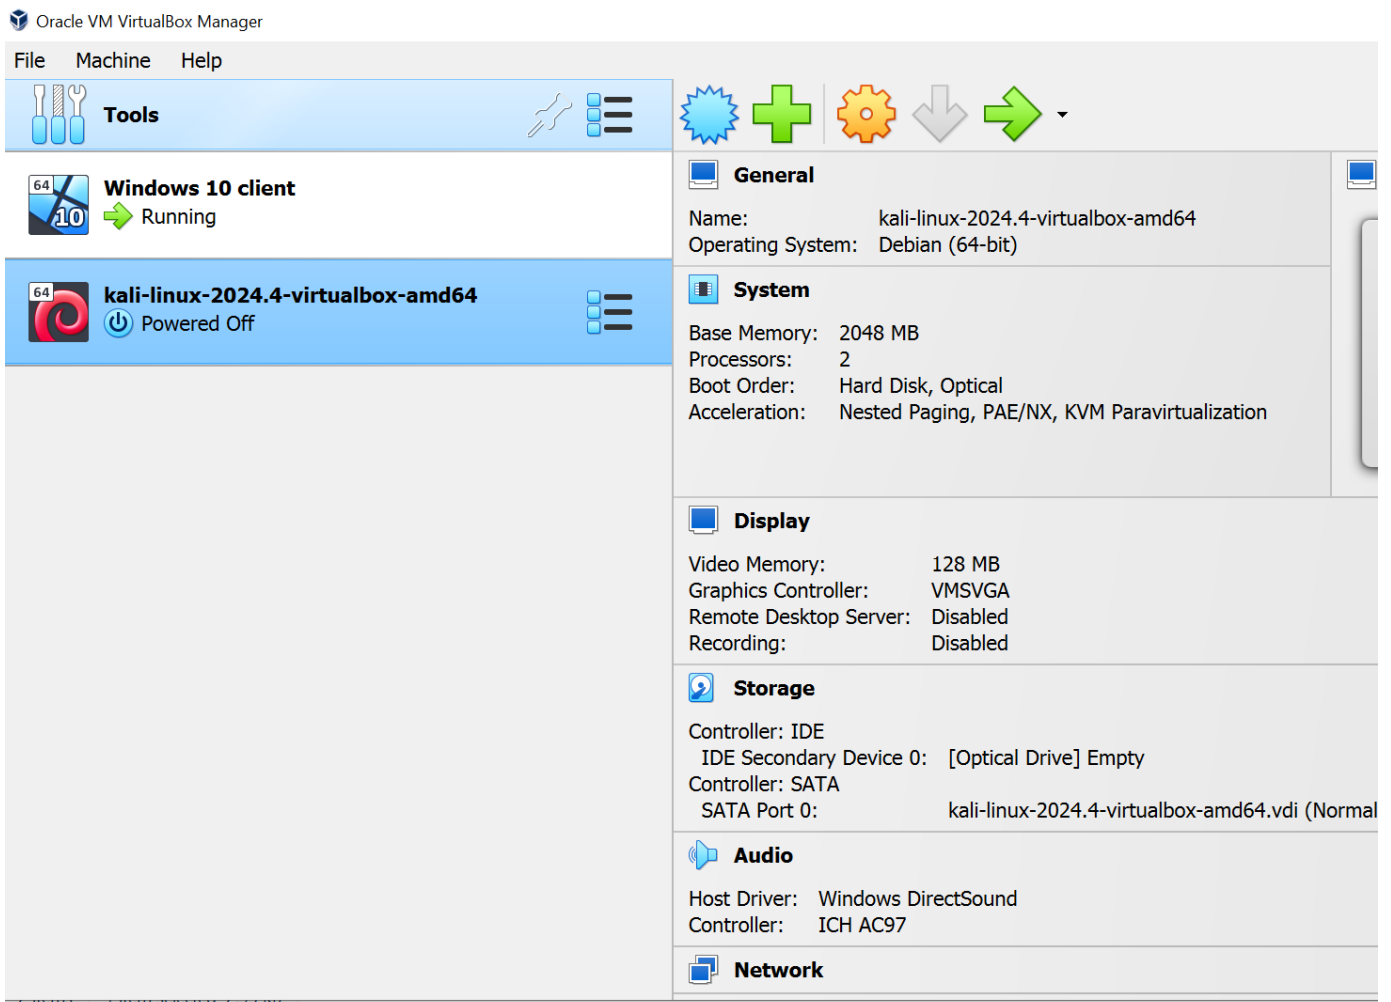 Oracle VM VirtualBox Manager
File Machine Help
Tools
64
10
Windows 10 client
Running
64
kali-linux-2024.4-virtualbox-amd64
Powered Off
General
Name: kali-linux-2024.4-virtualbox-amd64
Operating System: Debian (64-bit)
System
Base Memory: 2048 MB
Processors: 2
Boot Order: Hard Disk, Optical
Acceleration: Nested Paging, PAE/NX, KVM Paravirtualization
Display
Video Memory: 128 MB
Graphics Controller: VMSVGA
Remote Desktop Server: Disabled
Recording: Disabled
Storage
Controller: IDE
IDE Secondary Device 0: [Optical Drive] Empty
Controller: SATA
SATA Port 0: kali-linux-2024.4-virtualbox-amd64.vdi (Normal
Audio
Host Driver: Windows DirectSound
Controller: ICH AC97
Network